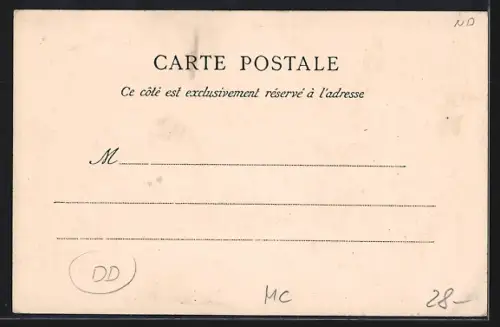 ND
CARTE POSTALE
Ce côté est exclusivement réservé à l'adresse
M
DD
MC
28-